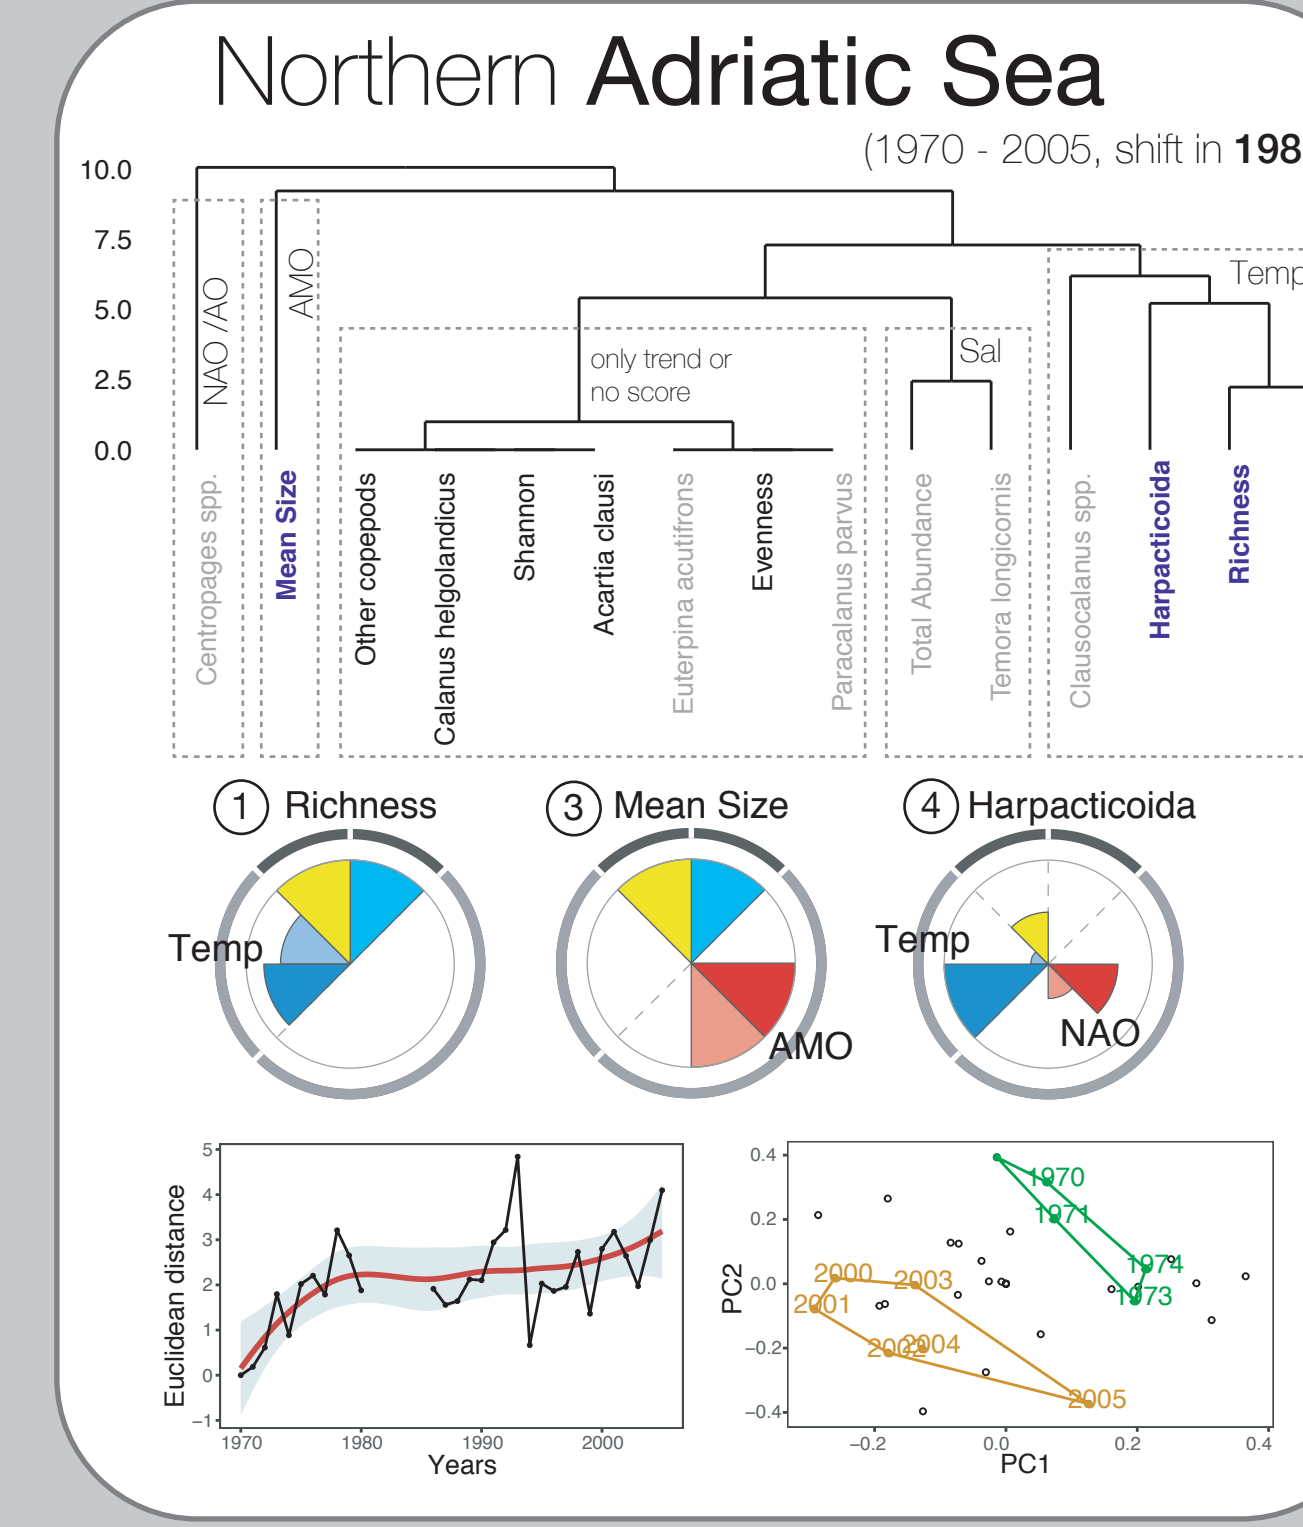 Northern Adriatic Sea
(1970 - 2005, shift in 198
10.0
7.5
5.0
2.5
0.0
NAO /AO
AMO
only trend or
no score
Sal
Temp
Centropages spp.
Mean Size
Other copepods
Calanus helgolandicus
Shannon
Acartia clausi
Euterpina acutifrons
Evenness
Paracalanus parvus
Total Abundance
Temora longicornis
Clausocalanus spp.
Harpacticoida
Richness
1 Richness
3 Mean Size
4 Harpacticoida
Temp
AMO
Temp
NAO
Euclidean distance
5
4
3
2
1
0
−1
1970 1980 1990 2000
Years
PC2
0.4
0.2
0.0
−0.2
−0.4
1970
1971
1974
1973
2000
2003
2001
2002
2004
2005
−0.2 0.0 0.2 0.4
PC1